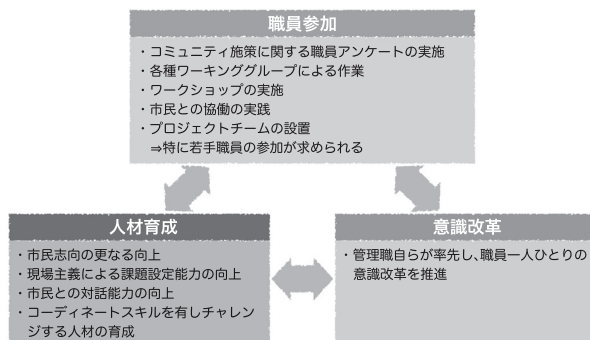 職員参加
・コミュニティ施策に関する職員アンケートの実施
・各種ワーキンググループによる作業
・ワークショップの実施
・市民との協働の実践
・プロジェクトチームの設置
⇒特に若手職員の参加が求められる
人材育成
・市民志向の更なる向上
・現場主義による課題設定能力の向上
・市民との対話能力の向上
・コーディネートスキルを有しチャレン
ジする人材の育成
意識改革
・管理職自らが率先し、職員一人ひとりの
意識改革を推進